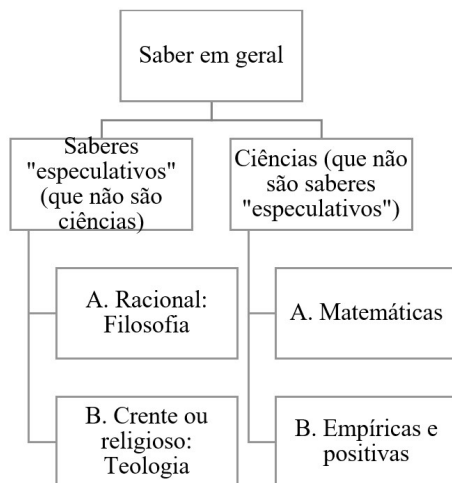 Saber em geral
Saberes
"especulativos"
(que não são
ciências)
Ciências (que não
são saberes
"especulativos")
A. Racional:
Filosofia
A. Matemáticas
B. Crente ou
religioso:
Teologia
B. Empíricas e
positivas